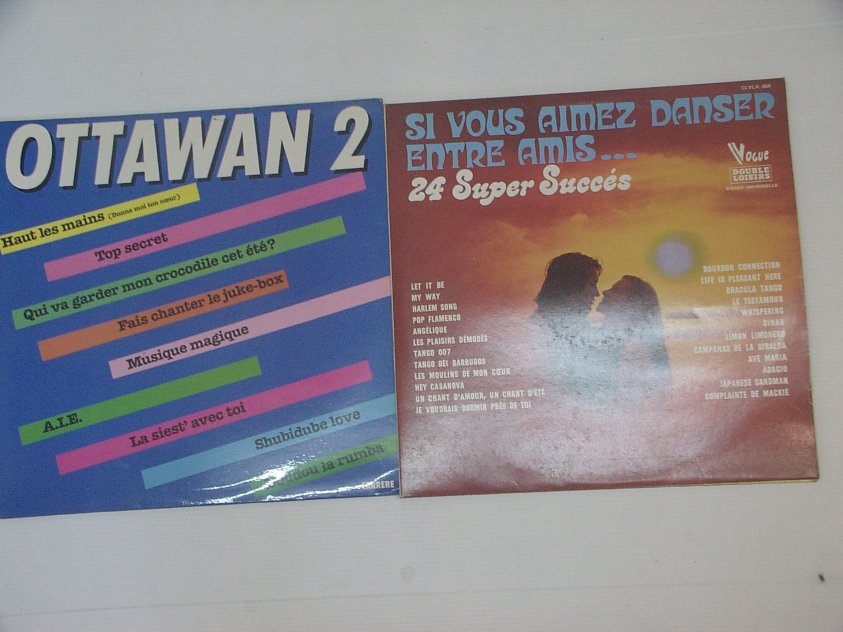 OTTAWAN 2
Haut les mains (Donne moi ton cœur)
Top secret
Qui va garder mon crocodile cet été?
Fais chanter le juke-box
Musique magique
A.I.E.
La siest' avec toi
Shubidube love
la rumba
CARRERE
CLVLX. 658
SI VOUS AIMEZ DANSER
ENTRE AMIS...
24 Super Succés
Vogue
DOUBLE
LOISIRS
STEREO UNIVERSELLE
LET IT BE
MY WAY
HARLEM SONG
POP FLAMENCO
ANGÉLIQUE
LES PLAISIRS DÉMODÉS
TANGO 007
TANGO DEI BARBUDOS
LES MOULINS DE MON CŒUR
HEY CASANOVA
UN CHANT D'AMOUR, UN CHANT D'ÉTÉ
JE VOUDRAIS DORMIR PRÈS DE TOI
BOURBON CONNECTION
LIFE IS PLEASANT HERE
DRACULA TANGO
LE TESTAMOUR
WHISPERING
DINAH
LIMON LIMONERO
CAMPANAS DE LA GIRALDA
AVE MARIA
ADAGIO
JAPANESE SANDMAN
COMPLAINTE DE MACKIE